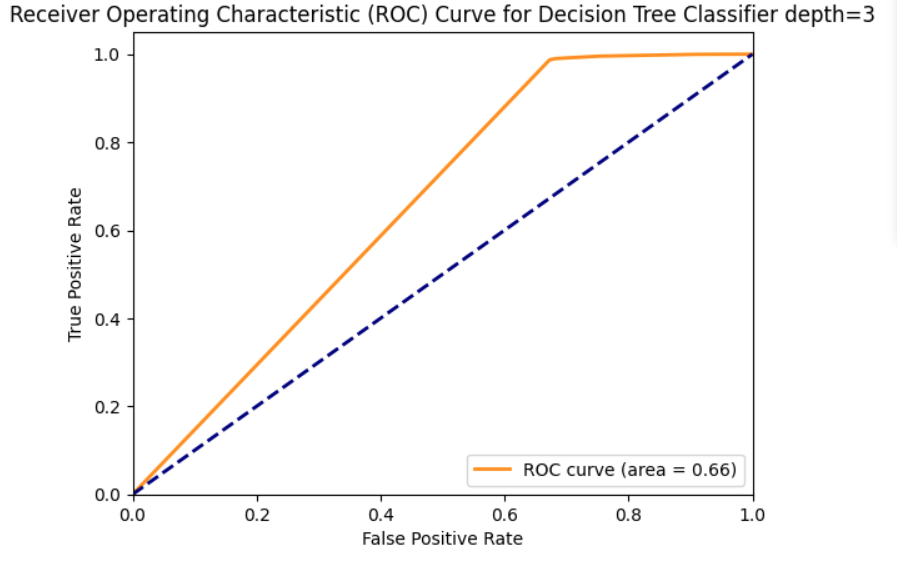 Receiver Operating Characteristic (ROC) Curve for Decision Tree Classifier depth=3
1.0
0.8
0.6
0.4
0.2
0.0
True Positive Rate
ROC curve (area = 0.66)
0.0 0.2 0.4 0.6 0.8 1.0
False Positive Rate